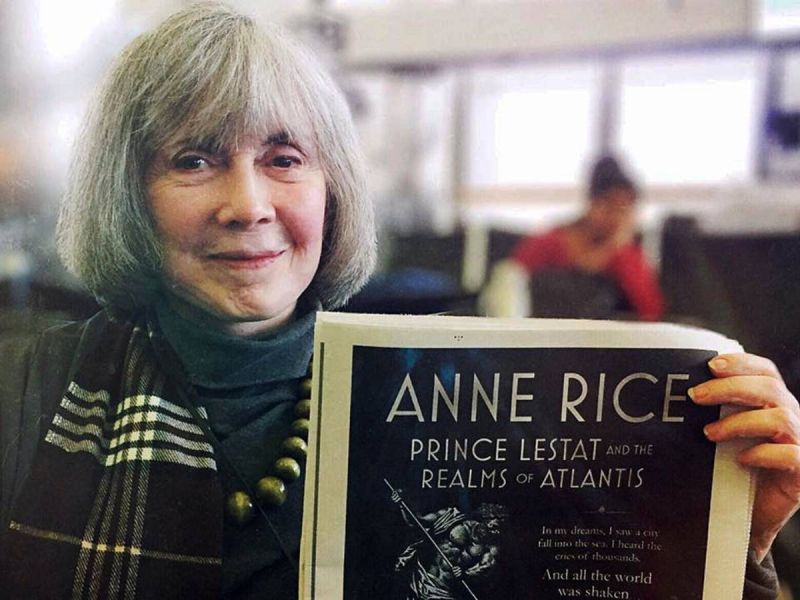 ANNE RICE
PRINCE LESTAT AND THE
REALMS OF ATLANTIS
In my dreams, I saw a city
fall into the sea. I heard the
cries of thousands.
And all the world
was shaken